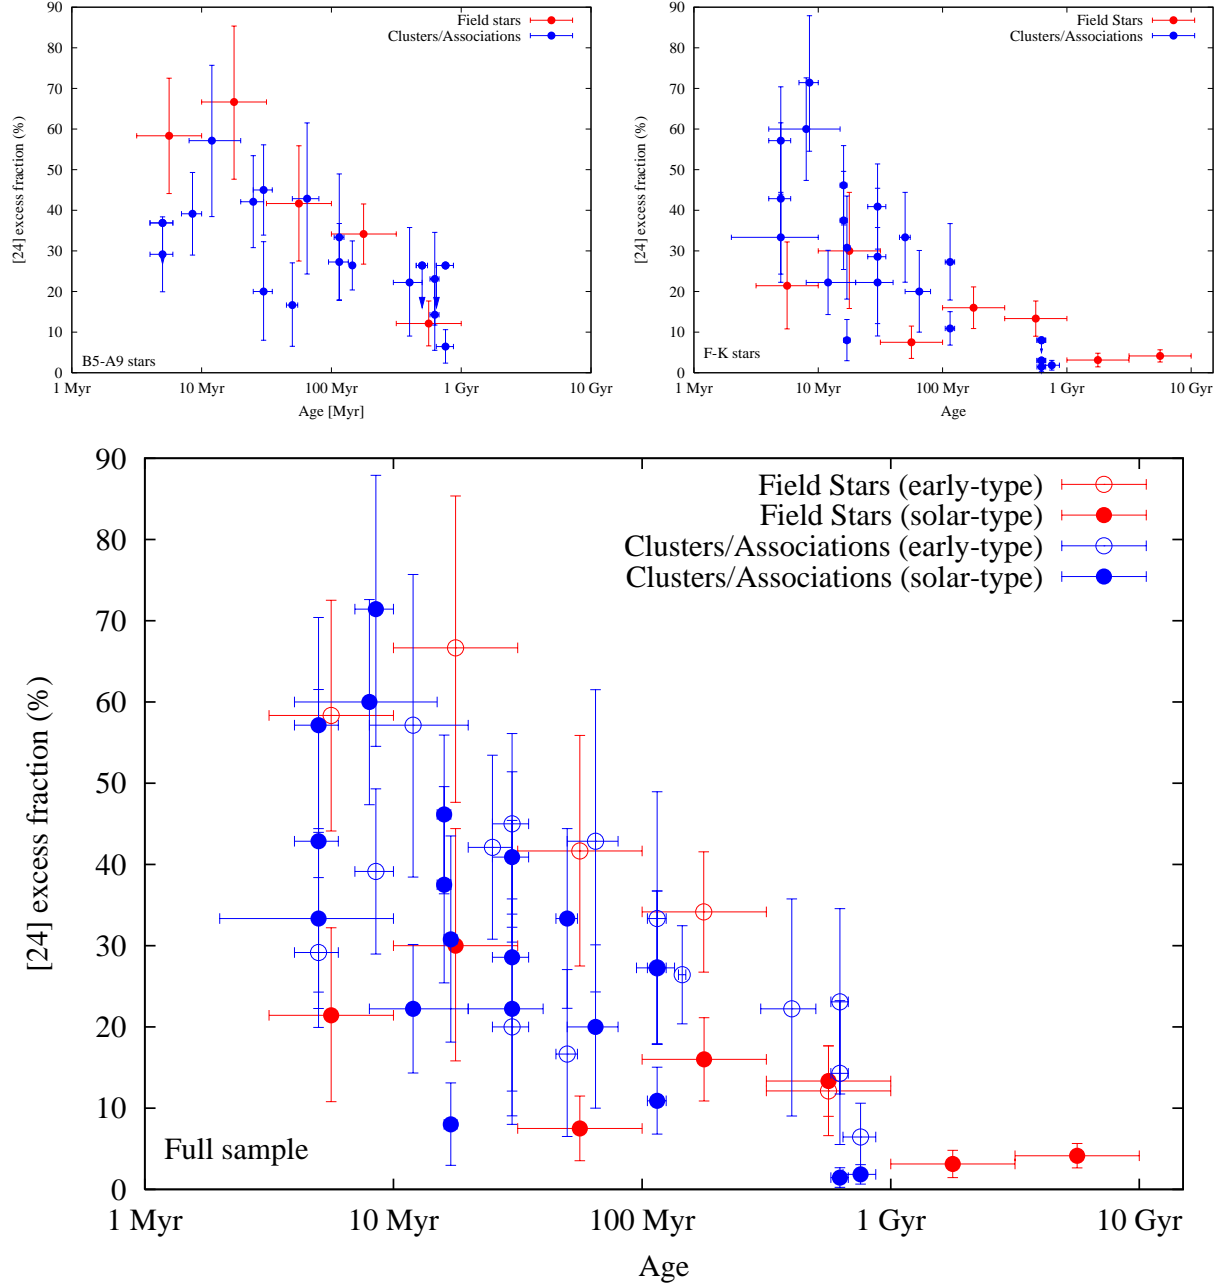 90
80
70
60
50
40
30
20
10
0
[24] excess fraction (%)
Field stars
Clusters/Associations
B5-A9 stars
1 Myr 10 Myr 100 Myr 1 Gyr 10 Gyr
Age [Myr]
90
80
70
60
50
40
30
20
10
0
[24] excess fraction (%)
Field Stars
Clusters/Associations
F-K stars
1 Myr 10 Myr 100 Myr 1 Gyr 10 Gyr
Age
90
80
70
60
50
40
30
20
10
0
[24] excess fraction (%)
Field Stars (early-type)
Field Stars (solar-type)
Clusters/Associations (early-type)
Clusters/Associations (solar-type)
Full sample
1 Myr 10 Myr 100 Myr 1 Gyr 10 Gyr
Age